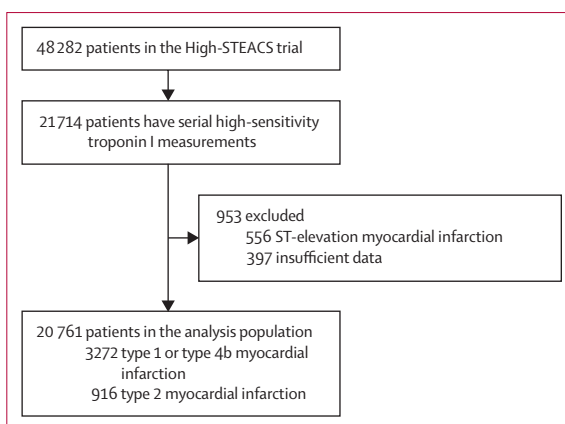 48 282 patients in the High-STEACS trial
21 714 patients have serial high-sensitivity
troponin I measurements
953 excluded
556 ST-elevation myocardial infarction
397 insufficient data
20 761 patients in the analysis population
3272 type 1 or type 4b myocardial
infarction
916 type 2 myocardial infarction